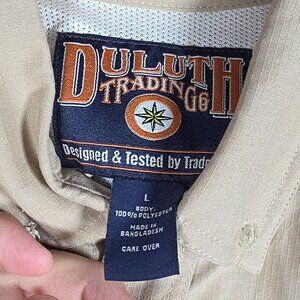 DULUTH
TRADING Co
Designed & Tested by Trade
L
BODY:
100% POLYESTER
MADE IN
BANGLADESH
CARE OVER